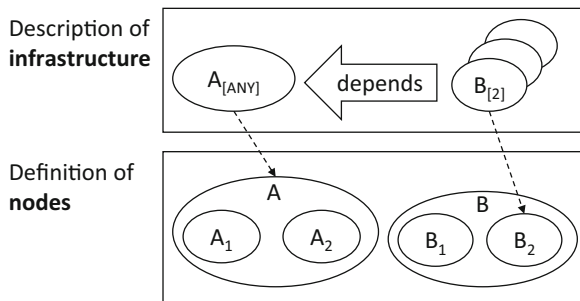 Description of
infrastructure
A[ANY]
depends
B[2]
Definition of
nodes
A
A1
A2
B
B1
B2